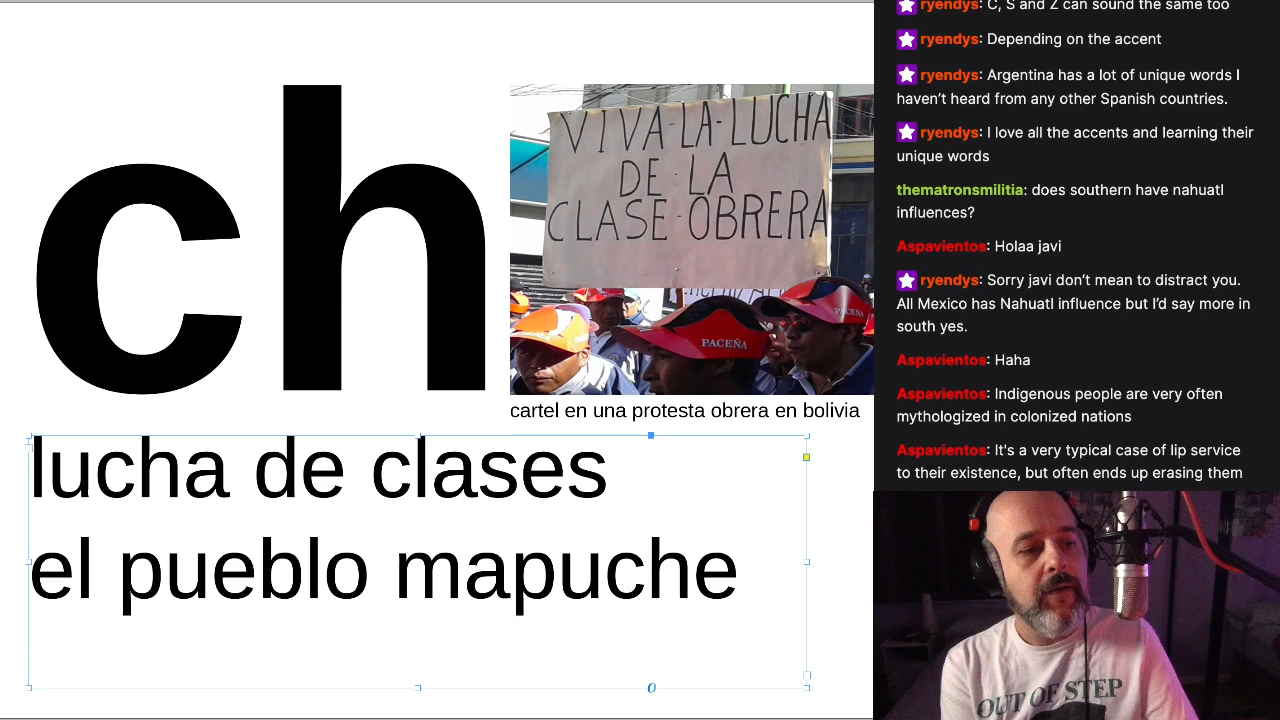 ch
VIVA-LA-LUCHA
DE LA
CLASE-OBRERA
PACEÑA
PACEÑA
cartel en una protesta obrera en bolivia
lucha de clases
el pueblo mapuche
ryendys: C, S and Z can sound the same too
ryendys: Depending on the accent
ryendys: Argentina has a lot of unique words I
haven’t heard from any other Spanish countries.
ryendys: I love all the accents and learning their
unique words
thematronsmilitia: does southern have nahuatl
influences?
Aspavientos: Holaa javi
ryendys: Sorry javi don’t mean to distract you.
All Mexico has Nahuatl influence but I’d say more in
south yes.
Aspavientos: Haha
Aspavientos: Indigenous people are very often
mythologized in colonized nations
Aspavientos: It's a very typical case of lip service
to their existence, but often ends up erasing them
OUT OF STEP